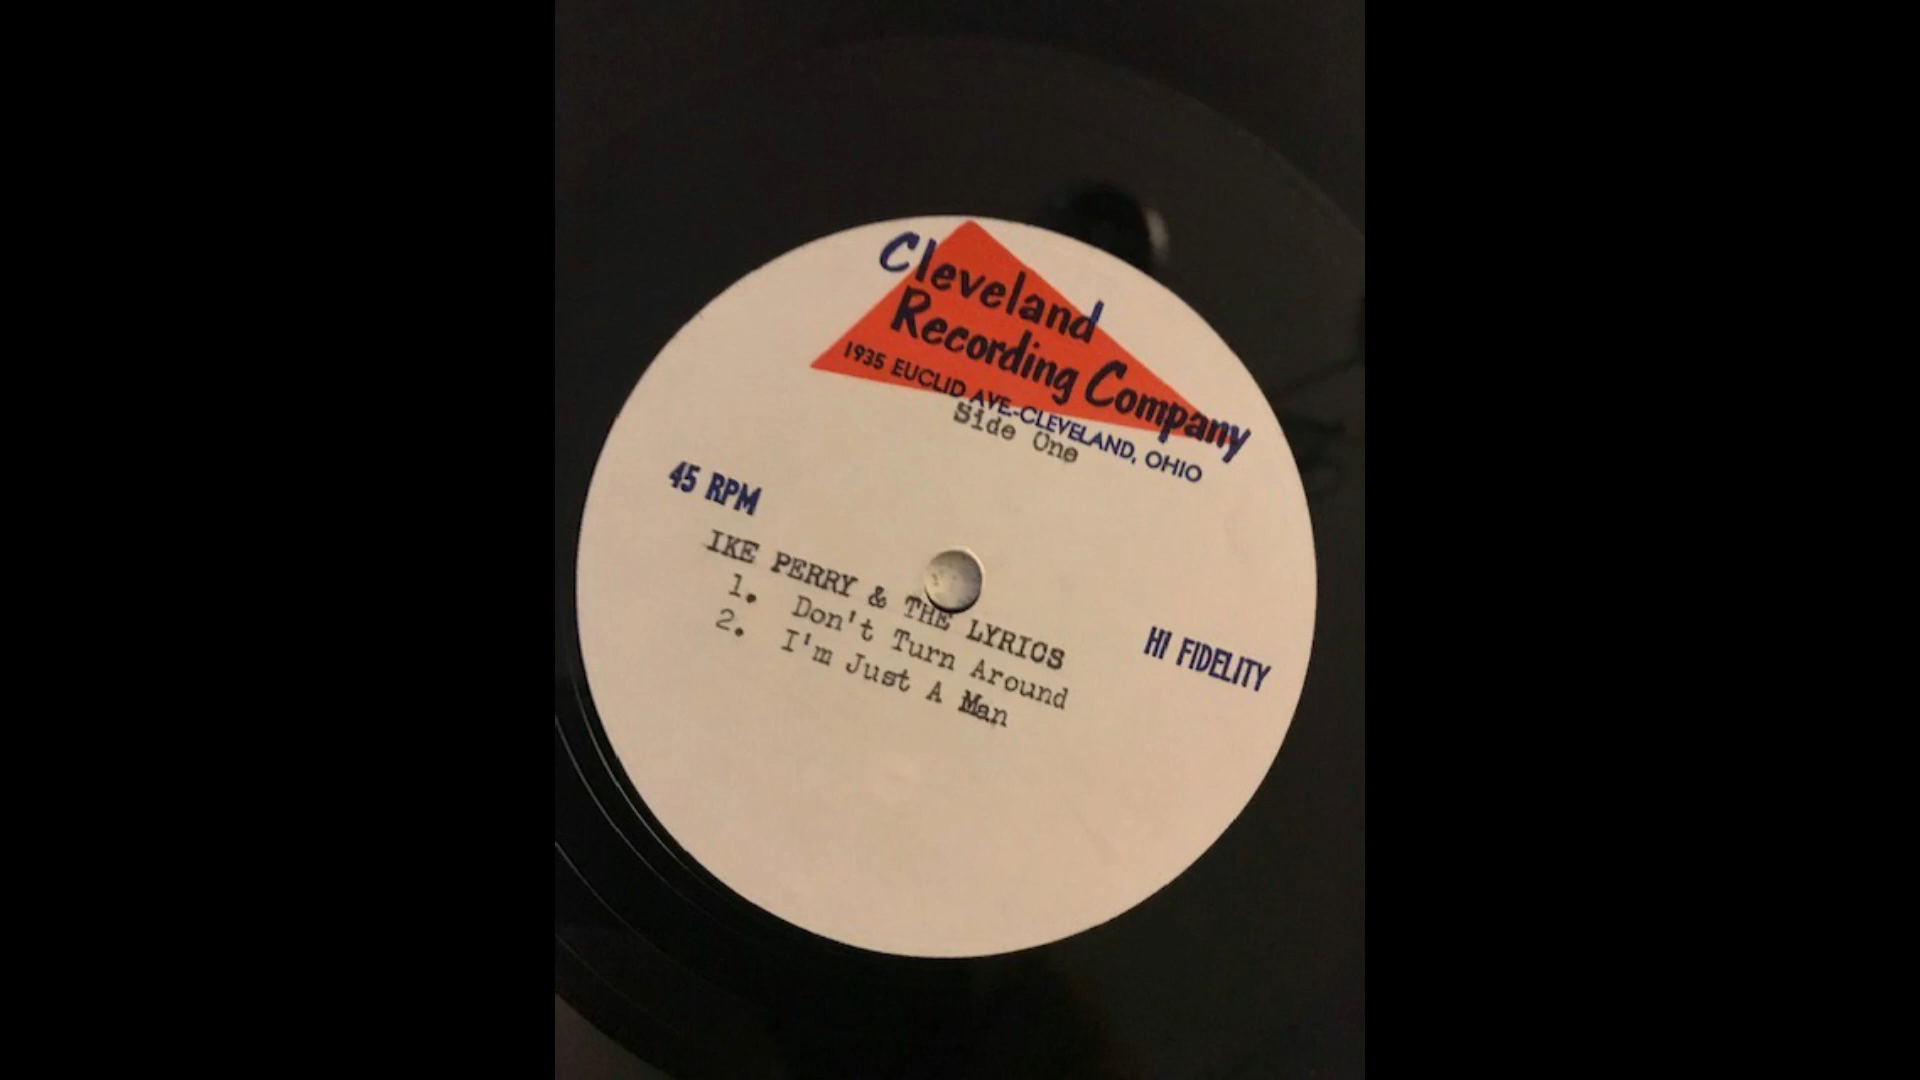 Cleveland
Recording Company
1935 EUCLID AVE.-CLEVELAND, OHIO
Side One
45 RPM
IKE PERRY & THE LYRICS
1. Don't Turn Around
2. I'm Just A Man
HI FIDELITY